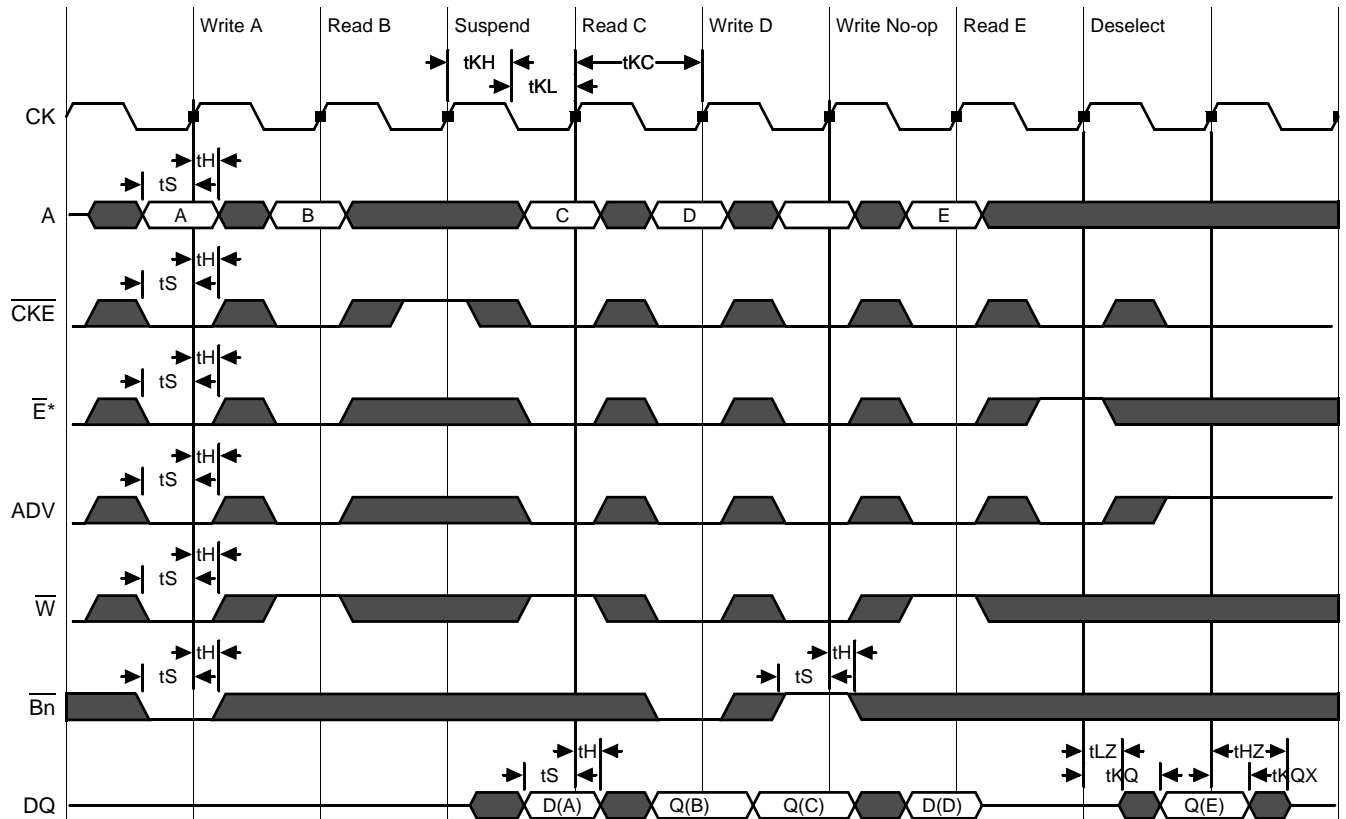 Write A Read B Suspend Read C Write D Write No-op Read E Deselect
tKH tKC
tKL
CK
tH
tS
A A B C D E
tH
tS
CKE
tH
tS
E*
tH
tS
ADV
tH
tS
W
tH tH
tS tS
Bn
tH tLZ tHZ
tS tKQ tKQX
DQ D(A) Q(B) Q(C) D(D) Q(E)